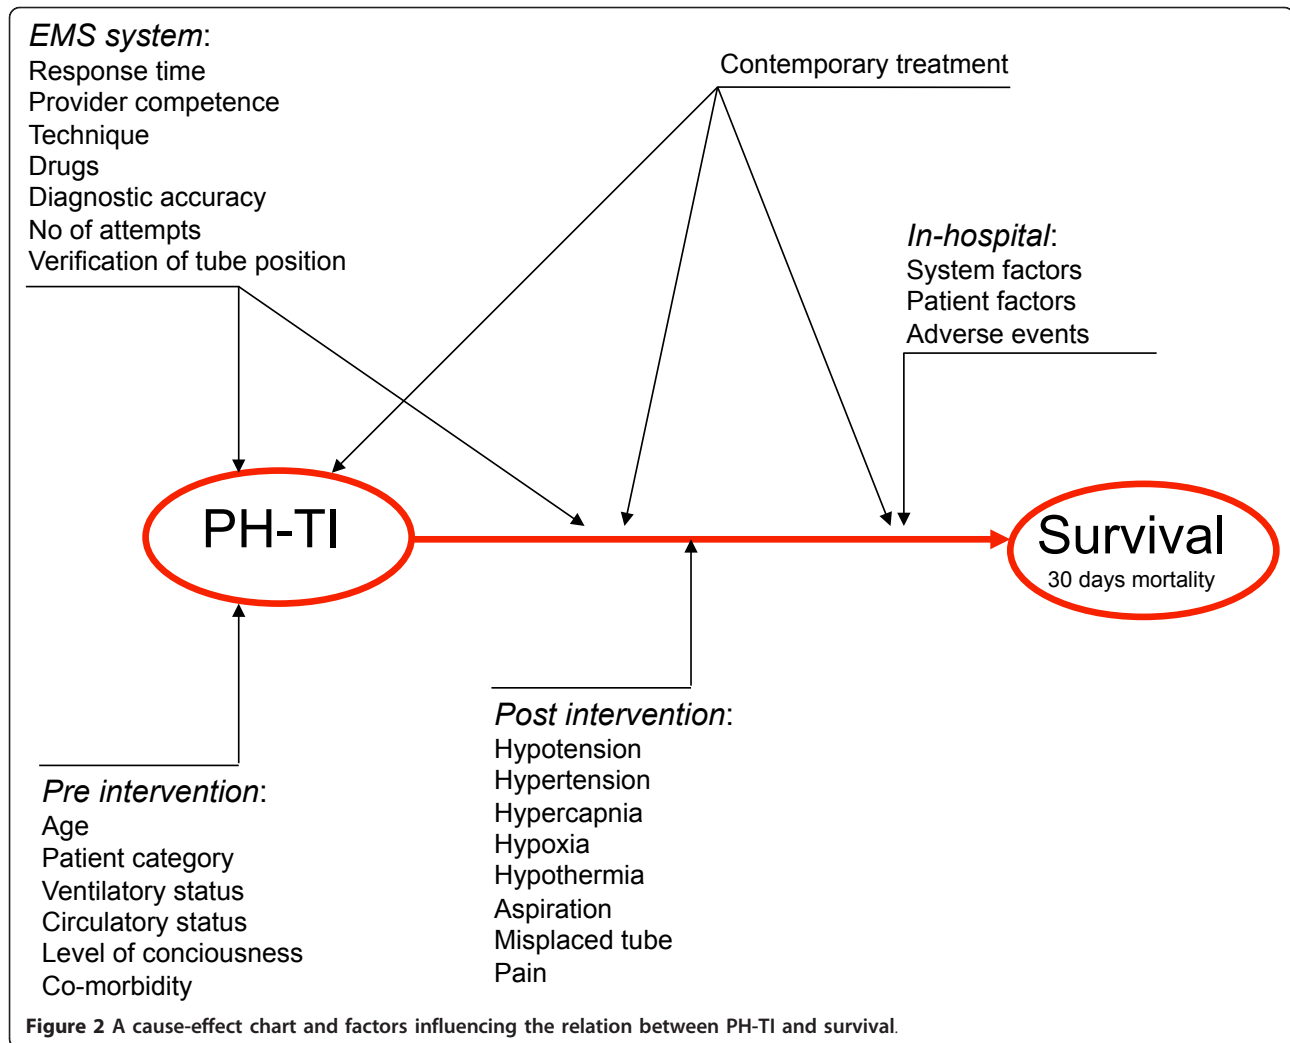 EMS system:
Response time
Provider competence
Technique
Drugs
Diagnostic accuracy
No of attempts
Verification of tube position
Contemporary treatment
In-hospital:
System factors
Patient factors
Adverse events
PH-TI
Survival
30 days mortality
Pre intervention:
Age
Patient category
Ventilatory status
Circulatory status
Level of conciousness
Co-morbidity
Post intervention:
Hypotension
Hypertension
Hypercapnia
Hypoxia
Hypothermia
Aspiration
Misplaced tube
Pain
Figure 2 A cause-effect chart and factors influencing the relation between PH-TI and survival.